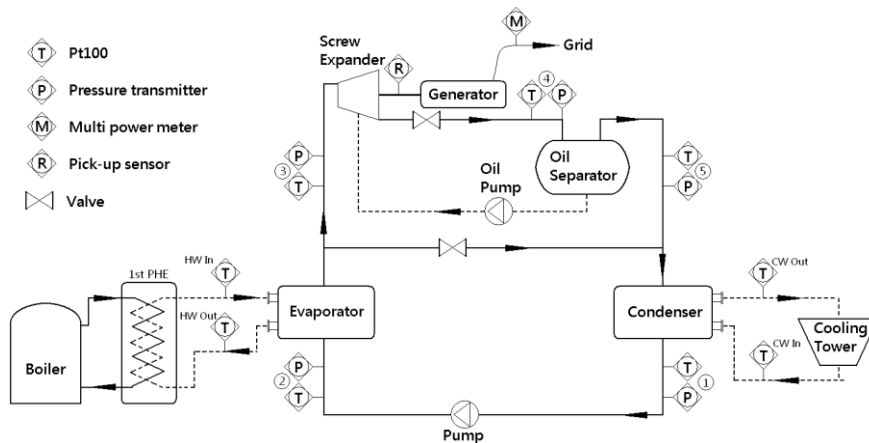 T Pt100
P Pressure transmitter
M Multi power meter
R Pick-up sensor
Valve
Screw
Expander
R
Generator
M
Grid
T ④ P
P
③
T
Oil
Pump
Oil
Separator
T
⑤
P
1st PHE
HW In
T
HW Out
T
Boiler
Evaporator
Condenser
T
CW Out
CW In
T
Cooling
Tower
P
②
T
Pump
T
①
P